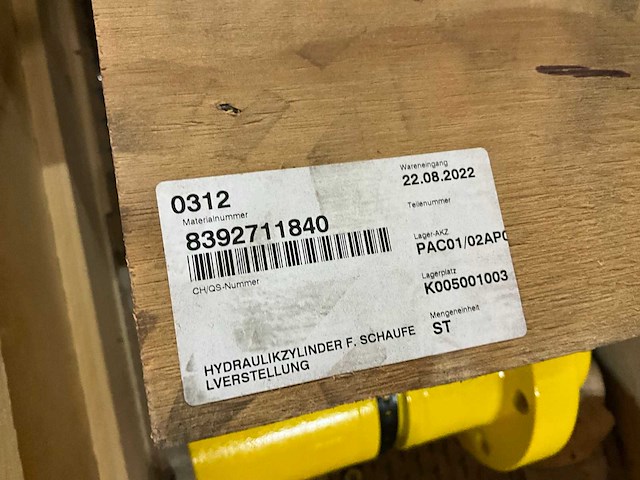 0312
Materialnummer
8392711840
CH/QS-Nummer
HYDRAULIKZYLINDER F. SCHAUFE
LVERSTELLUNG
Wareneingang
22.08.2022
Teilenummer
Lager-AKZ
PAC01/02AP0
Lagerplatz
K005001003
Mengeneinheit
ST